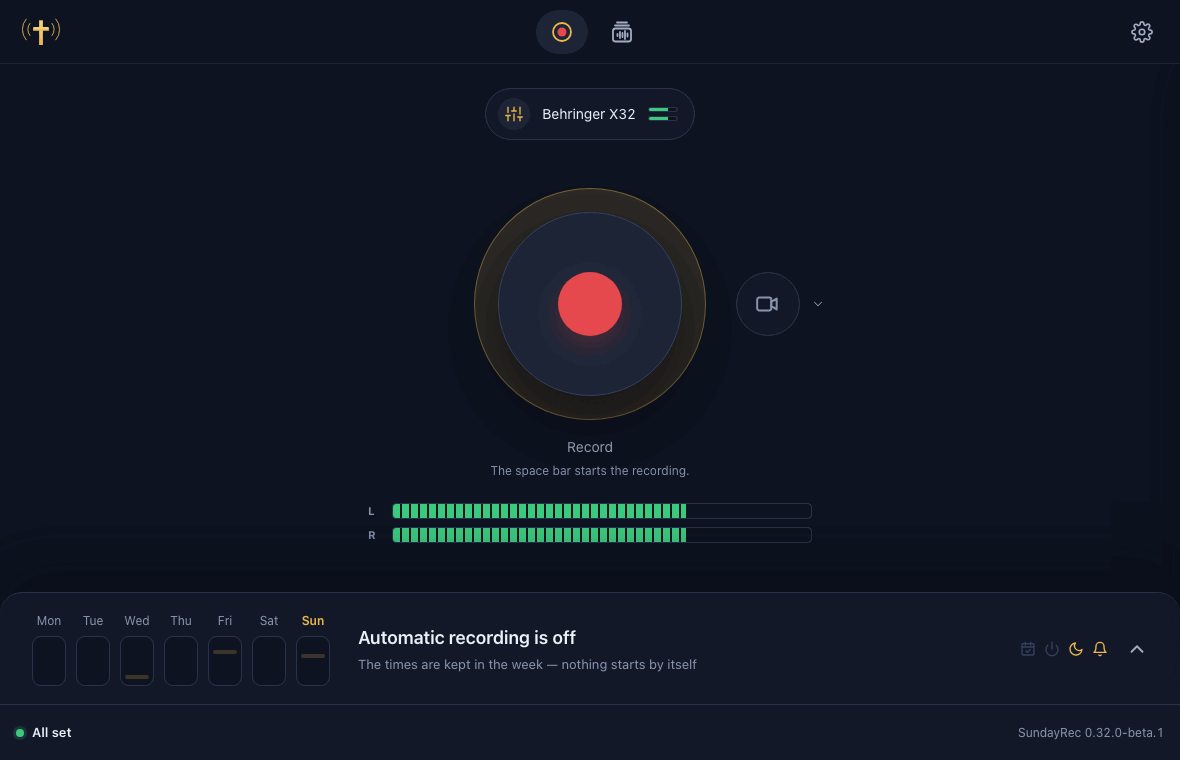 Behringer X32
Record
The space bar starts the recording.
L
R
Mon Tue Wed Thu Fri Sat Sun
Automatic recording is off
The times are kept in the week — nothing starts by itself
All set
SundayRec 0.32.0-beta.1